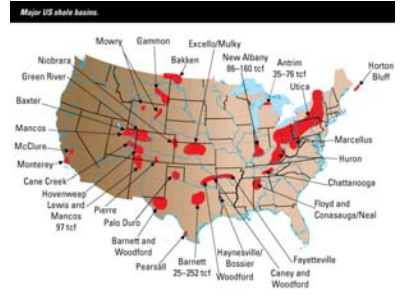 Major US shale basins.
Mowry
Gammon
Excello/Mulky
Niobrara
Bakken
New Albany
86–160 tcf
Antrim
35–76 tcf
Horton
Bluff
Green River
Utica
Baxter
Mancos
Marcellus
McClure
Huron
Monterey
Chattanooga
Cane Creek
Hovenweep
Lewis and
Mancos
97 tcf
Pierre
Floyd and
Conasauga/Neal
Palo Duro
Barnett and
Woodford
Haynesville/
Bossier
Fayetteville
Pearsall
Barnett
25–252 tcf
Woodford
Caney and
Woodford